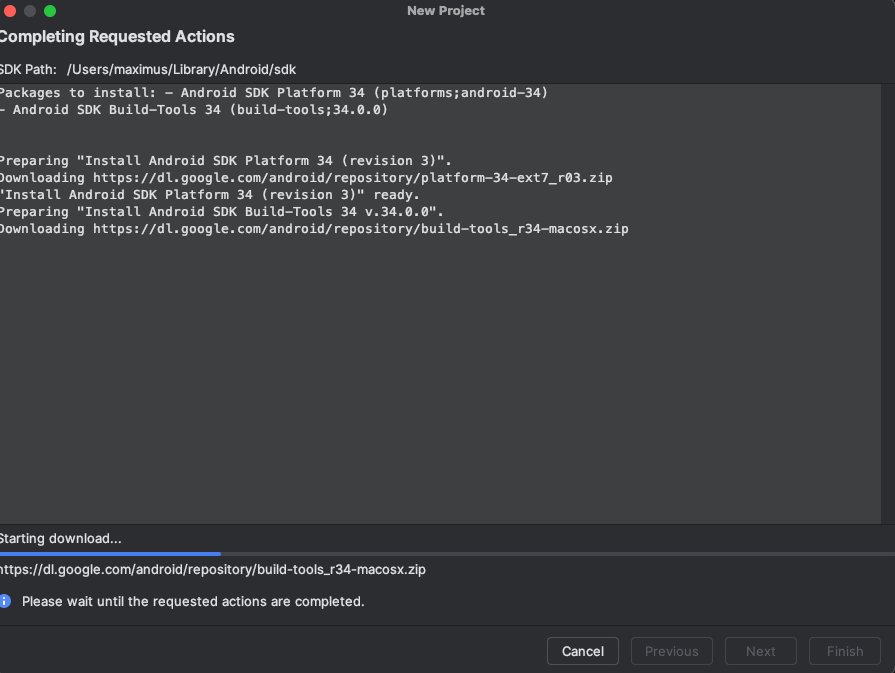 New Project
Completing Requested Actions
SDK Path: /Users/maximus/Library/Android/sdk
Packages to install: - Android SDK Platform 34 (platforms;android-34)
- Android SDK Build-Tools 34 (build-tools;34.0.0)
Preparing "Install Android SDK Platform 34 (revision 3)".
Downloading https://dl.google.com/android/repository/platform-34-ext7_r03.zip
"Install Android SDK Platform 34 (revision 3)" ready.
Preparing "Install Android SDK Build-Tools 34 v.34.0.0".
Downloading https://dl.google.com/android/repository/build-tools_r34-macosx.zip
Starting download...
https://dl.google.com/android/repository/build-tools_r34-macosx.zip
Please wait until the requested actions are completed.
Cancel Previous Next Finish